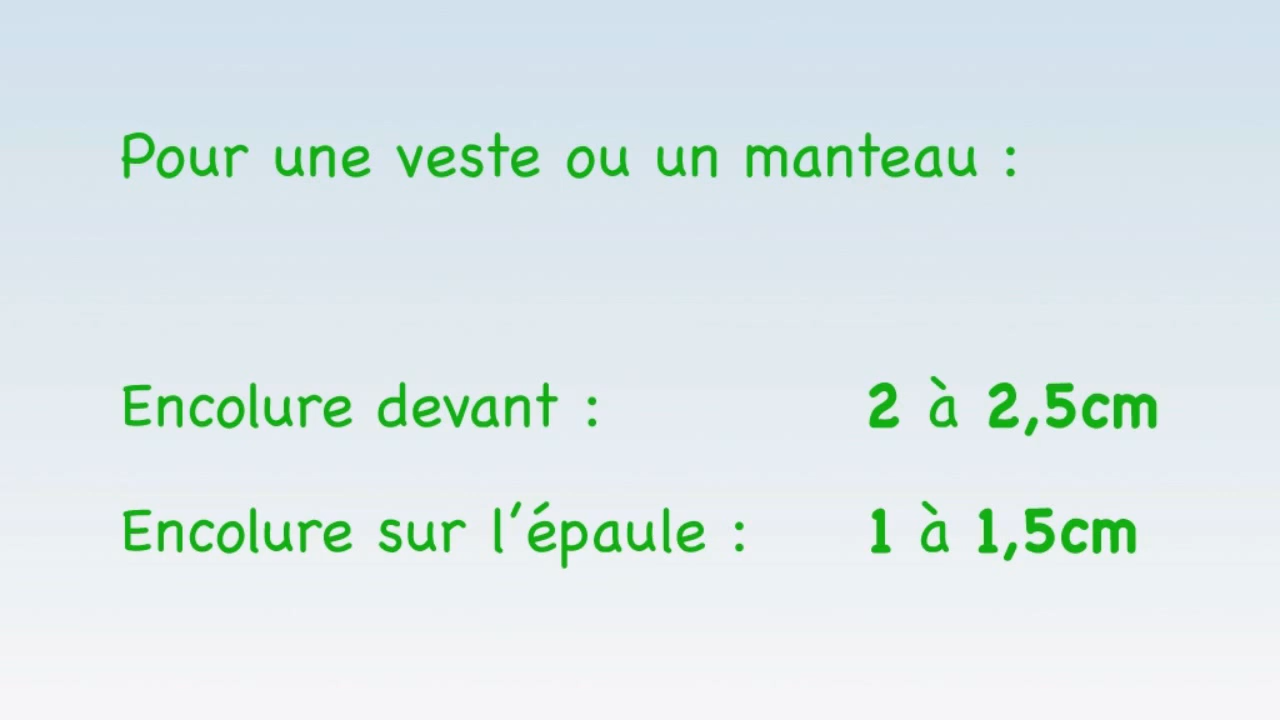 Pour une veste ou un manteau :
Encolure devant : 2 à 2,5cm
Encolure sur l'épaule : 1 à 1,5cm